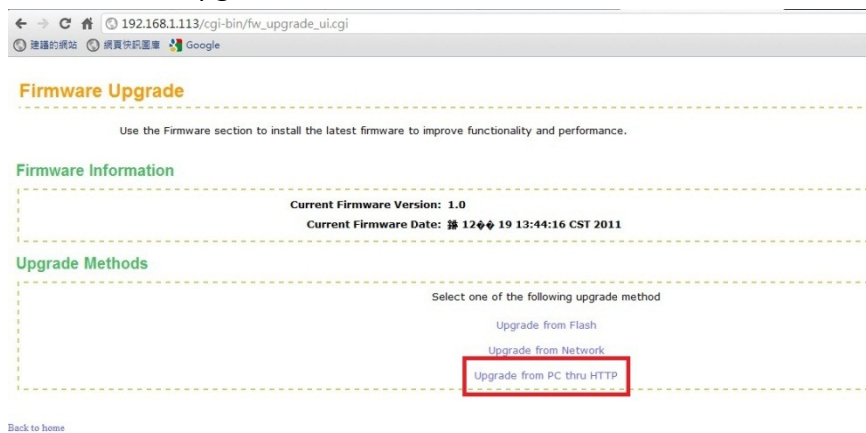 192.168.1.113/cgi-bin/fw_upgrade_ui.cgi
建議的網站 網頁快訊圖庫 Google
Firmware Upgrade
Use the Firmware section to install the latest firmware to improve functionality and performance.
Firmware Information
Current Firmware Version: 1.0
Current Firmware Date: 12�� 19 13:44:16 CST 2011
Upgrade Methods
Select one of the following upgrade method
Upgrade from Flash
Upgrade from Network
Upgrade from PC thru HTTP
Back to home